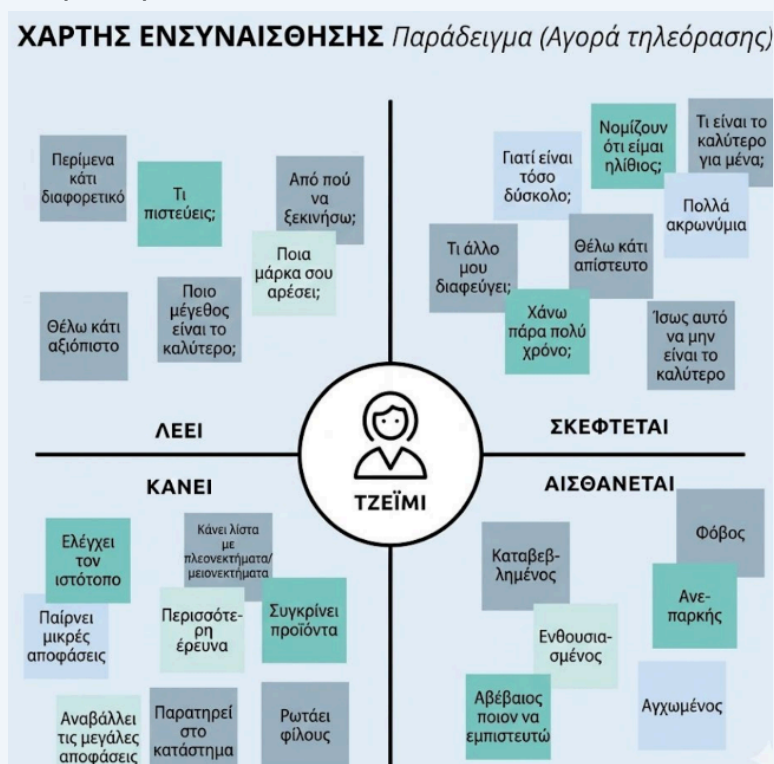 ΧΑΡΤΗΣ ΕΝΣΥΝΑΙΣΘΗΣΗΣ Παράδειγμα (Αγορά τηλεόρασης)
Περίμενα
κάτι
διαφορετικό
Τι
πιστεύεις;
Από πού
να
ξεκινήσω;
Ποια
μάρκα σου
αρέσει;
Θέλω κάτι
αξιόπιστο
Ποιο
μέγεθος
είναι το
καλύτερο;
ΛΕΕΙ
Γιατί είναι
τόσο
δύσκολο;
Νομίζουν
ότι είμαι
ηλίθιος;
Τι είναι το
καλύτερο
για μένα;
Πολλά
ακρωνύμια
Τι άλλο
μου
διαφεύγει;
Θέλω κάτι
απίστευτο
Χάνω
πάρα πολύ
χρόνο;
Ίσως αυτό
να μην
είναι το
καλύτερο
ΣΚΕΦΤΕΤΑΙ
ΤΖΕΪΜΙ
ΚΑΝΕΙ
Ελέγχει
τον
ιστότοπο
Κάνει λίστα
με
πλεονεκτήματα/
μειονεκτήματα
Παίρνει
μικρές
αποφάσεις
Περισσότε-
ρη
έρευνα
Συγκρίνει
προϊόντα
Αναβάλλει
τις μεγάλες
αποφάσεις
Παρατηρεί
στο
κατάστημα
Ρωτάει
φίλους
ΑΙΣΘΑΝΕΤΑΙ
Καταβεβ-
λημένος
Φόβος
Ανε-
παρκής
Ενθουσια-
σμένος
Αβέβαιος
ποιον να
εμπιστευτώ
Αγχωμένος